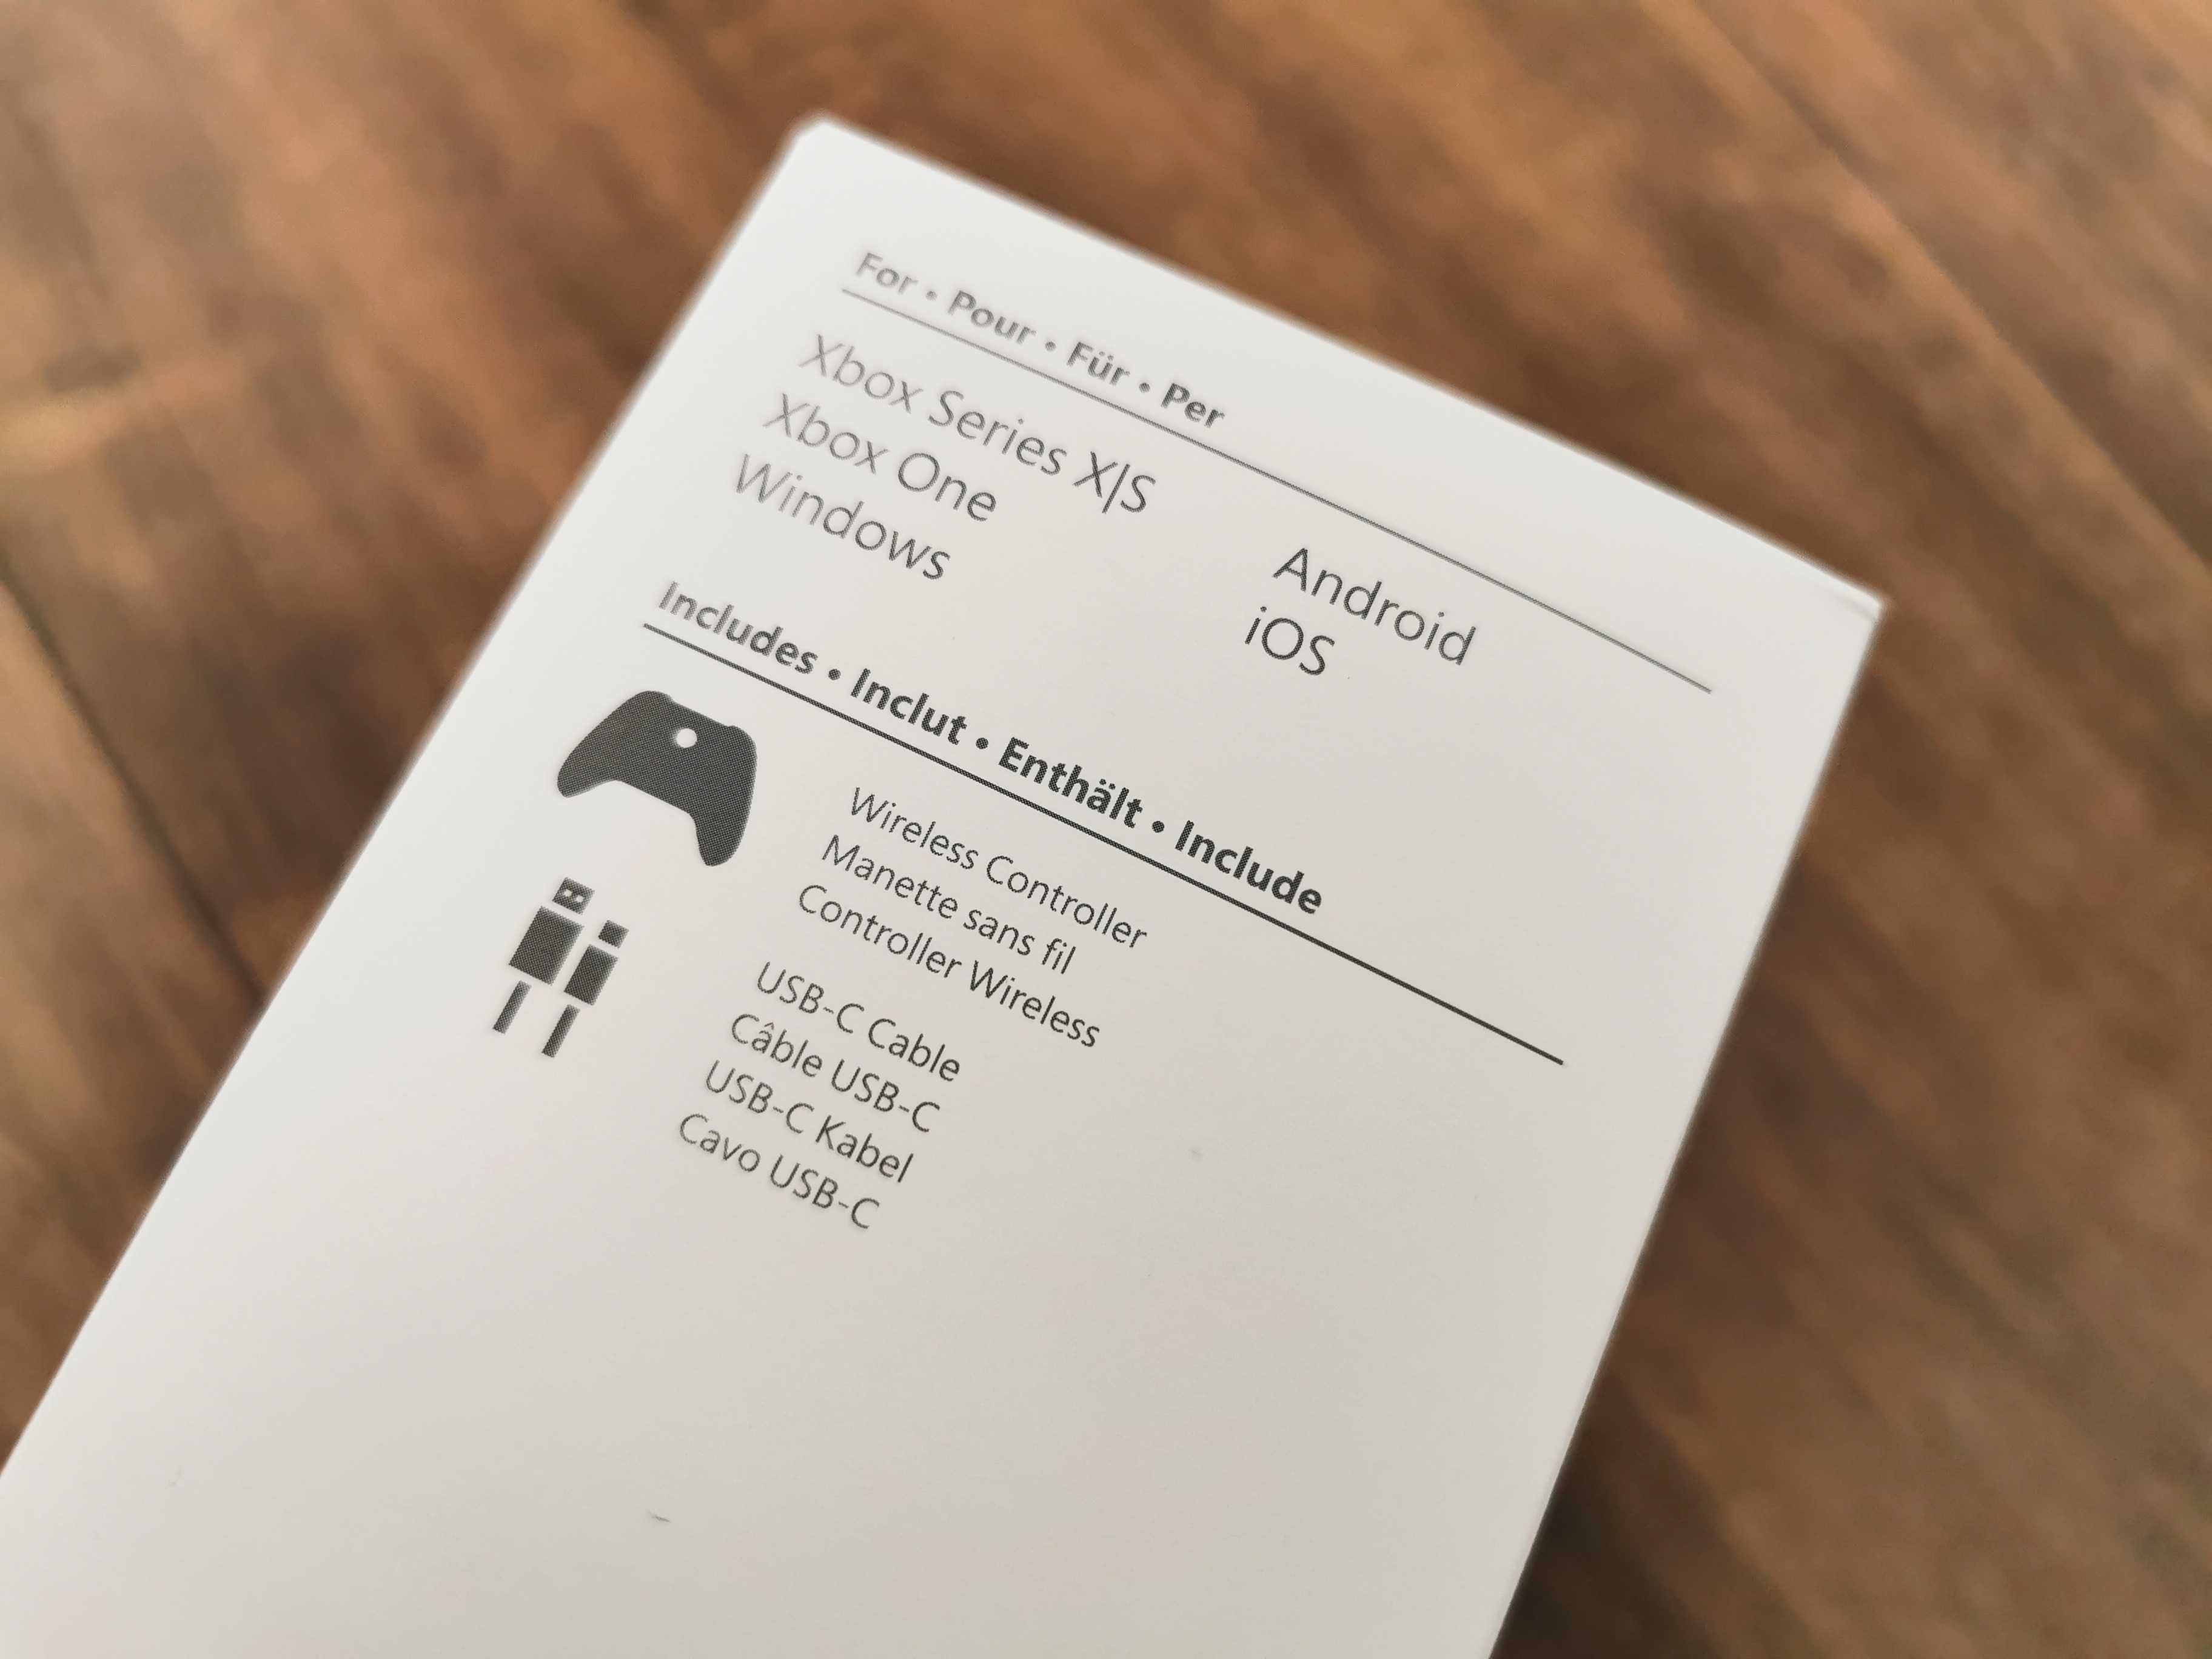 For • Pour • Für • Per
Xbox Series X|S
Xbox One
Windows
Android
iOS
Includes • Inclut • Enthält • Include
Wireless Controller
Manette sans fil
Controller Wireless
USB-C Cable
Câble USB-C
USB-C Kabel
Cavo USB-C